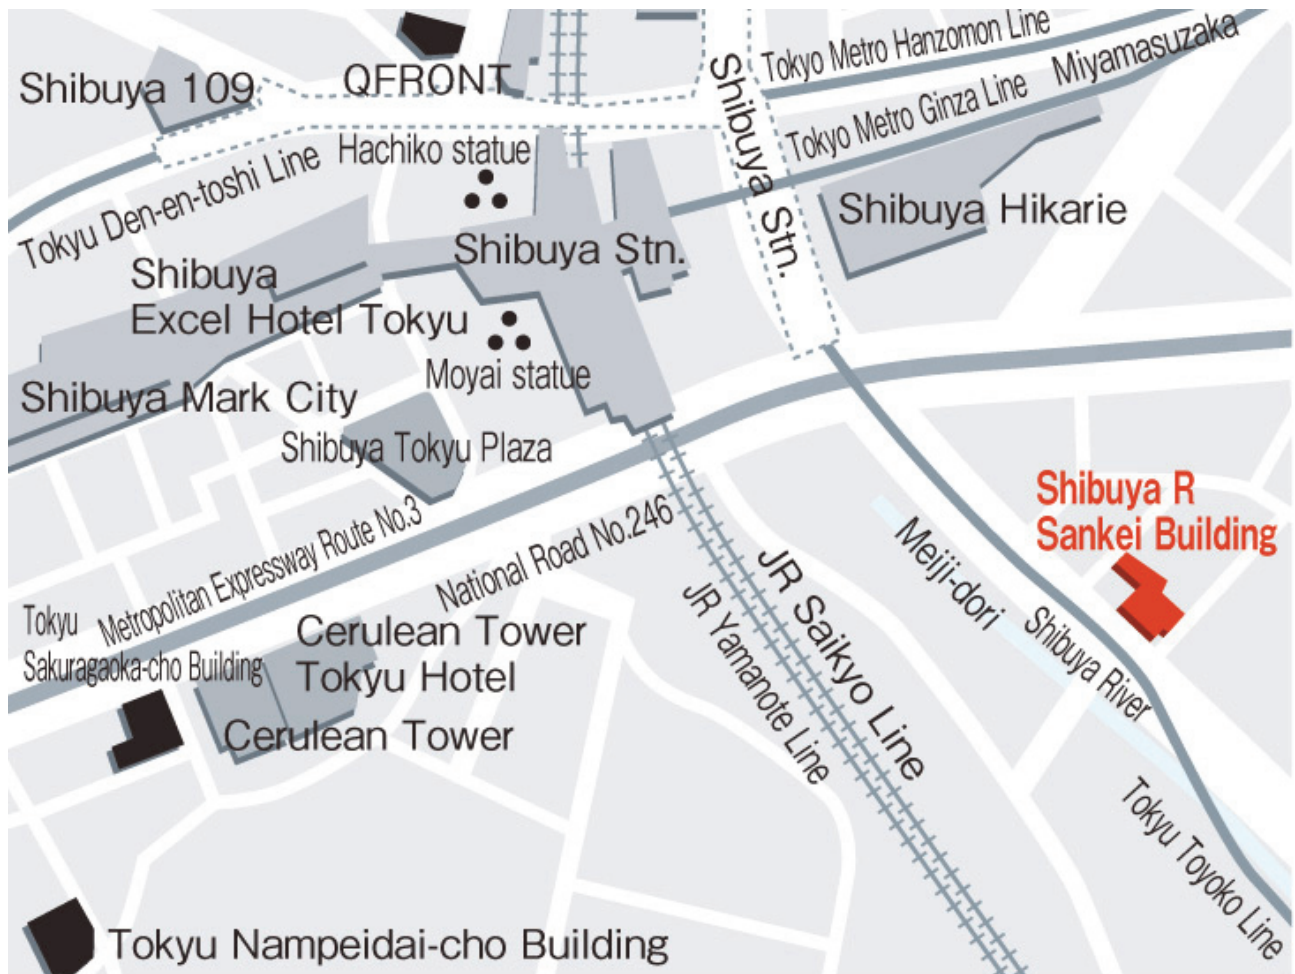 Tokyo Metro Hanzomon Line
Miyamasuzaka
Shibuya 109
QFRONT
Shibuya Stn.
Tokyo Metro Ginza Line
Hachiko statue
Tokyu Den-en-toshi Line
Shibuya Hikarie
Shibuya Stn.
Shibuya
Excel Hotel Tokyu
Moyai statue
Shibuya Mark City
Shibuya Tokyu Plaza
Shibuya R
Sankei Building
Metropolitan Expressway Route No.3
National Road No.246
Meiji-dori
JR Saikyo Line
JR Yamanote Line
Shibuya River
Tokyu
Sakuragaoka-cho Building
Cerulean Tower
Tokyu Hotel
Cerulean Tower
Tokyu Toyoko Line
Tokyu Nampeidai-cho Building